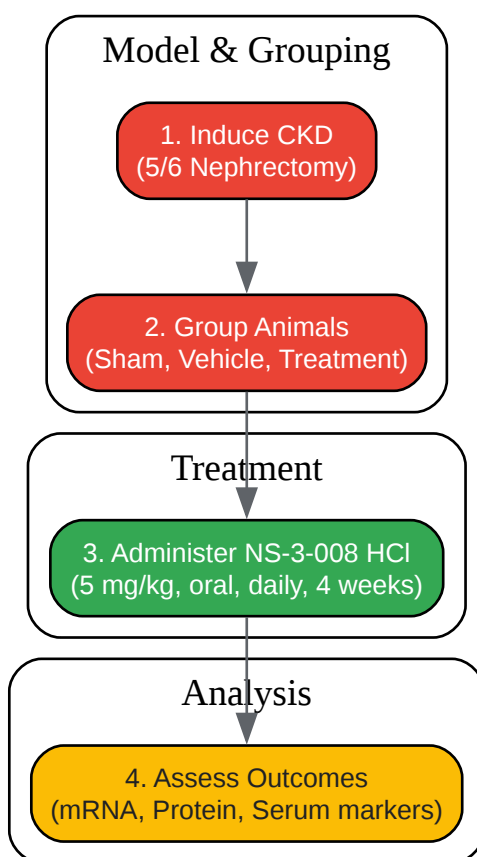 Model & Grouping
1. Induce CKD
(5/6 Nephrectomy)
2. Group Animals
(Sham, Vehicle, Treatment)
Treatment
3. Administer NS-3-008 HCl
(5 mg/kg, oral, daily, 4 weeks)
Analysis
4. Assess Outcomes
(mRNA, Protein, Serum markers)